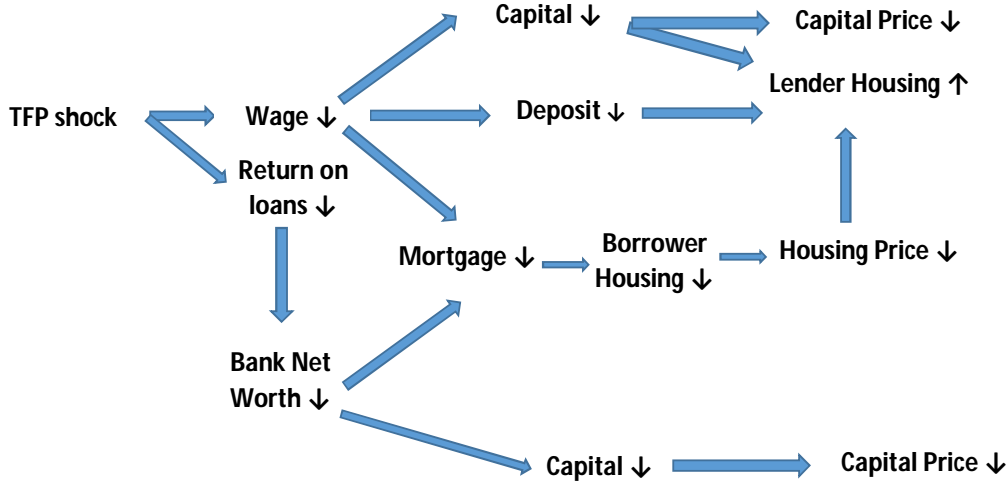 Capital ↓
Capital Price ↓
Lender Housing ↑
TFP shock
Wage ↓
Deposit ↓
Return on
loans ↓
Mortgage ↓
Borrower
Housing ↓
Housing Price ↓
Bank Net
Worth ↓
Capital ↓
Capital Price ↓